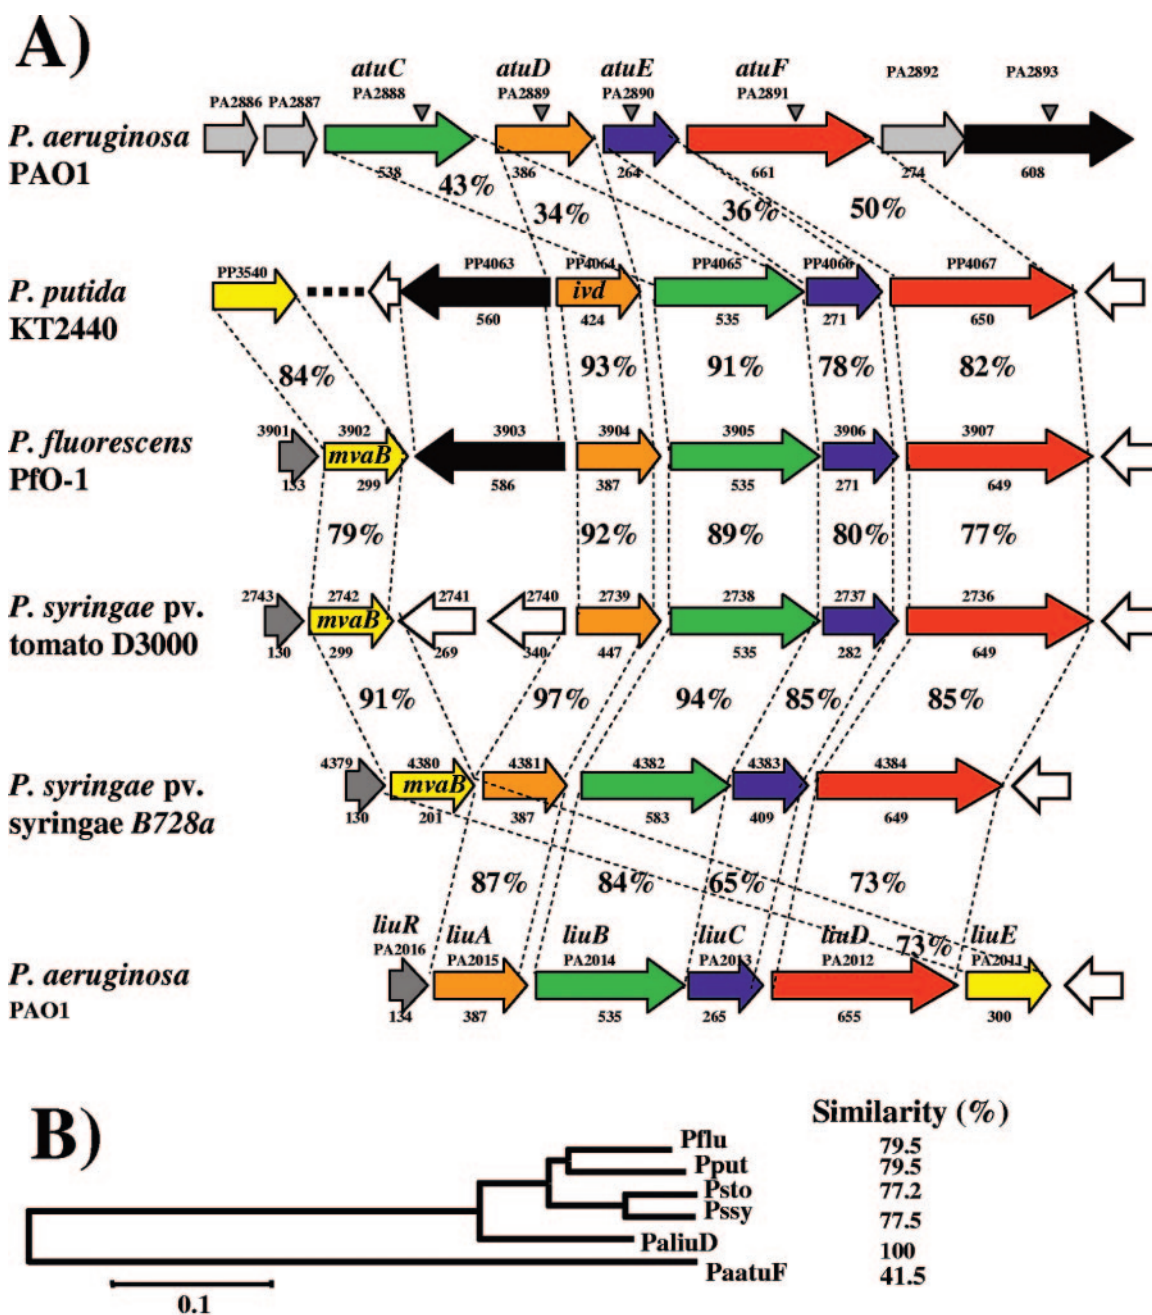 A)
atuC atuD atuE atuF
PA2886 PA2887 PA2888 PA2889 PA2890 PA2891 PA2892 PA2893
P. aeruginosa
PAO1
538 386 264 661 274 608
43% 34% 36% 50%
PP3540 PP4063 PP4064 PP4065 PP4066 PP4067
P. putida
KT2440
ivd
560 424 535 271 650
84% 93% 91% 78% 82%
3901 3902 3903 3904 3905 3906 3907
P. fluorescens
PfO-1
mvaB
133 299 586 387 535 271 649
79% 92% 89% 80% 77%
2743 2742 2741 2740 2739 2738 2737 2736
P. syringae pv.
tomato D3000
mvaB
130 299 269 340 447 535 282 649
91% 97% 94% 85% 85%
4379 4380 4381 4382 4383 4384
P. syringae pv.
syringae B728a
mvaB
130 201 387 583 409 649
87% 84% 65% 73%
73%
liuR liuA liuB liuC liuD liuE
PA2016 PA2015 PA2014 PA2013 PA2012 PA2011
P. aeruginosa
PAO1
134 387 535 265 655 300
B)
Similarity (%)
Pflu 79.5
Pput 79.5
Psto 77.2
Pssy 77.5
PaliuD 100
PaatuF 41.5
0.1